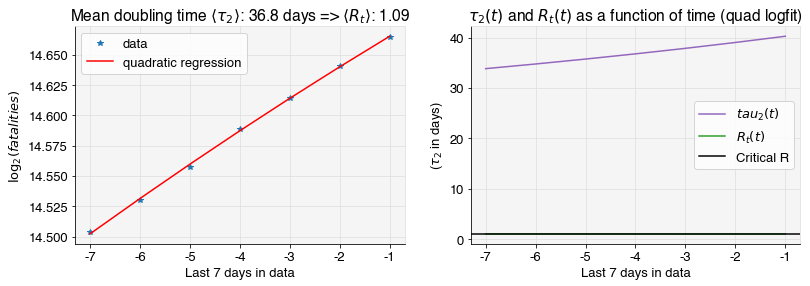 Mean doubling time ⟨τ₂⟩: 36.8 days => ⟨Rₜ⟩: 1.09
14.650
14.625
14.600
14.575
14.550
14.525
14.500
log₂(fatalities)
data
quadratic regression
-7 -6 -5 -4 -3 -2 -1
Last 7 days in data
τ₂(t) and Rₜ(t) as a function of time (quad logfit)
40
30
20
10
0
(τ₂ in days)
tau₂(t)
Rₜ(t)
Critical R
-7 -6 -5 -4 -3 -2 -1
Last 7 days in data